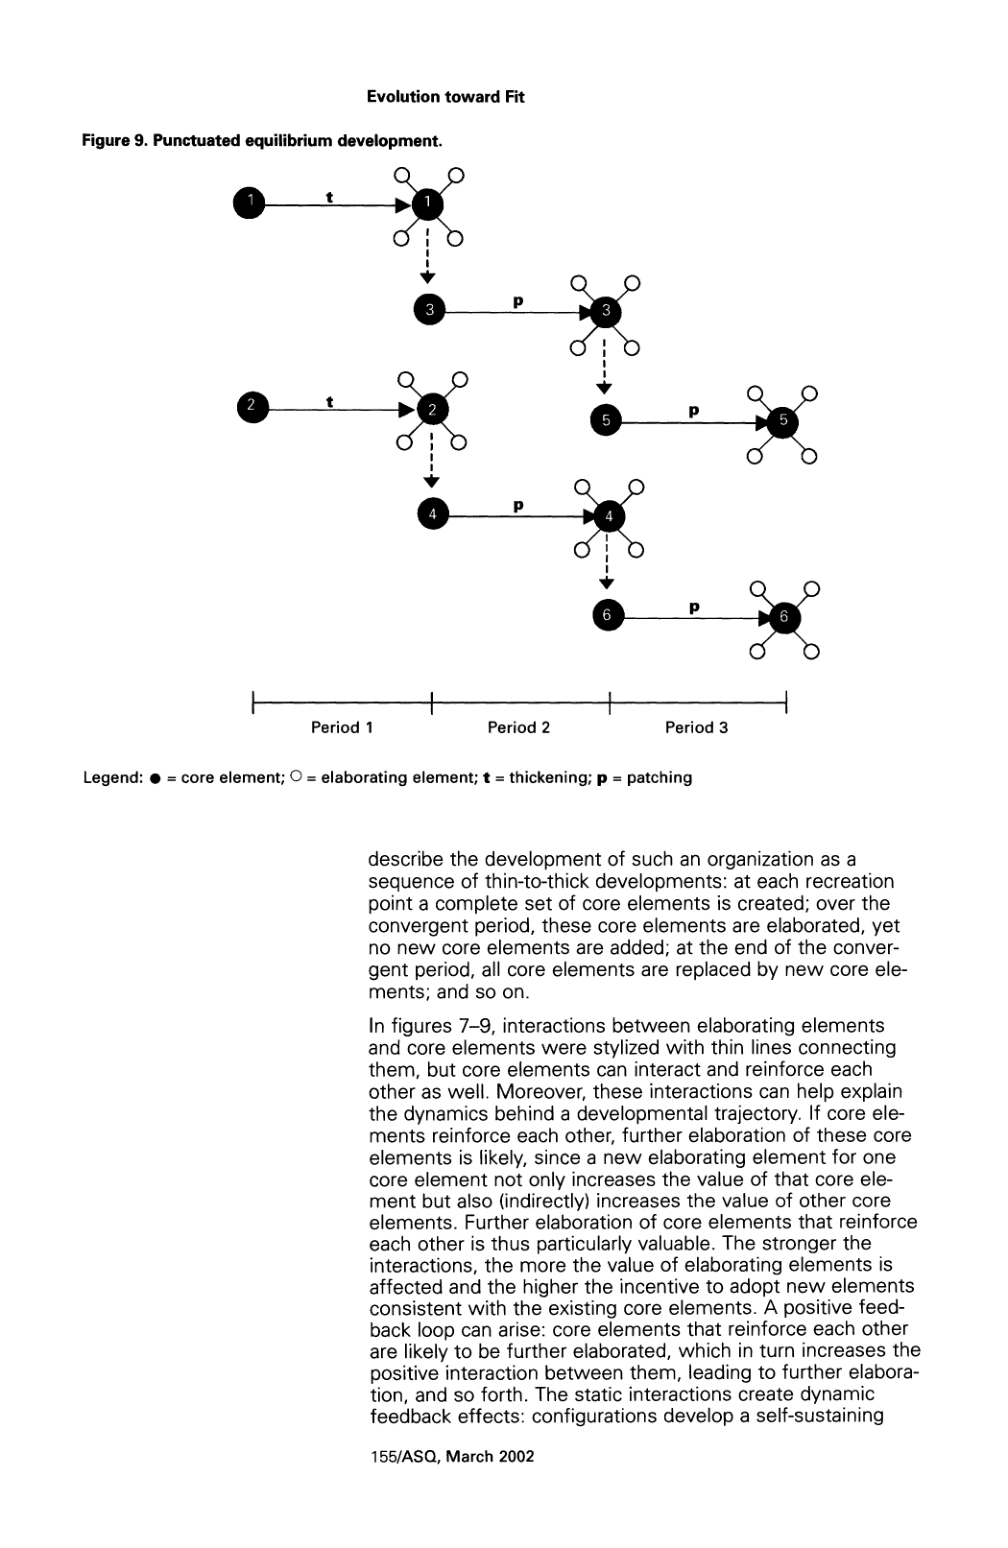 Evolution toward Fit
Figure 9. Punctuated equilibrium development.
1 t 1
3 p 3
2 t 2
5 p 5
4 p 4
6 p 6
Period 1 Period 2 Period 3
Legend: ● = core element; ○ = elaborating element; t = thickening; p = patching
describe the development of such an organization as a
sequence of thin-to-thick developments: at each recreation
point a complete set of core elements is created; over the
convergent period, these core elements are elaborated, yet
no new core elements are added; at the end of the conver-
gent period, all core elements are replaced by new core ele-
ments; and so on.
In figures 7–9, interactions between elaborating elements
and core elements were stylized with thin lines connecting
them, but core elements can interact and reinforce each
other as well. Moreover, these interactions can help explain
the dynamics behind a developmental trajectory. If core ele-
ments reinforce each other, further elaboration of these core
elements is likely, since a new elaborating element for one
core element not only increases the value of that core ele-
ment but also (indirectly) increases the value of other core
elements. Further elaboration of core elements that reinforce
each other is thus particularly valuable. The stronger the
interactions, the more the value of elaborating elements is
affected and the higher the incentive to adopt new elements
consistent with the existing core elements. A positive feed-
back loop can arise: core elements that reinforce each other
are likely to be further elaborated, which in turn increases the
positive interaction between them, leading to further elabora-
tion, and so forth. The static interactions create dynamic
feedback effects: configurations develop a self-sustaining
155/ASQ, March 2002